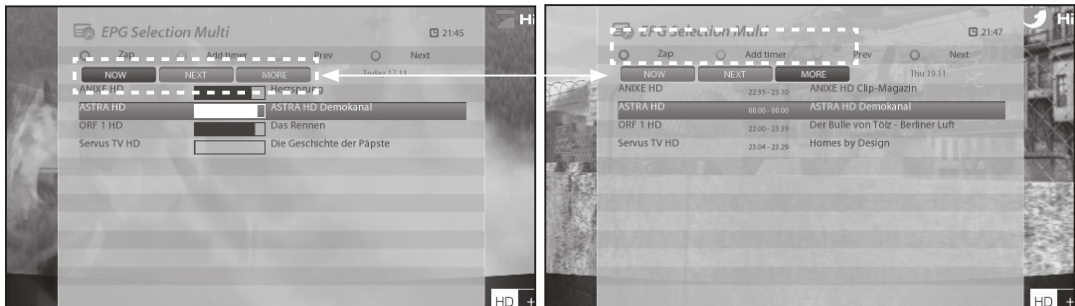 EPG Selection Multi 21:45
Zap Add timer Prev Next
NOW NEXT MORE Today 17.11.
ANIXE HD Herzsprung
ASTRA HD ASTRA HD Demokanal
ORF 1 HD Das Rennen
Servus TV HD Die Geschichte der Päpste
Hi
HD +
EPG Selection Multi 21:47
Zap Add timer Prev Next
NOW NEXT MORE Thu 19.11.
ANIXE HD 22.35 - 23.10 ANIXE HD Clip-Magazin
ASTRA HD 00.00 - 00.00 ASTRA HD Demokanal
ORF 1 HD 22.00 - 23.39 Der Bulle von Tölz - Berliner Luft
Servus TV HD 23.04 - 23.29 Homes by Design
Hi
HD +